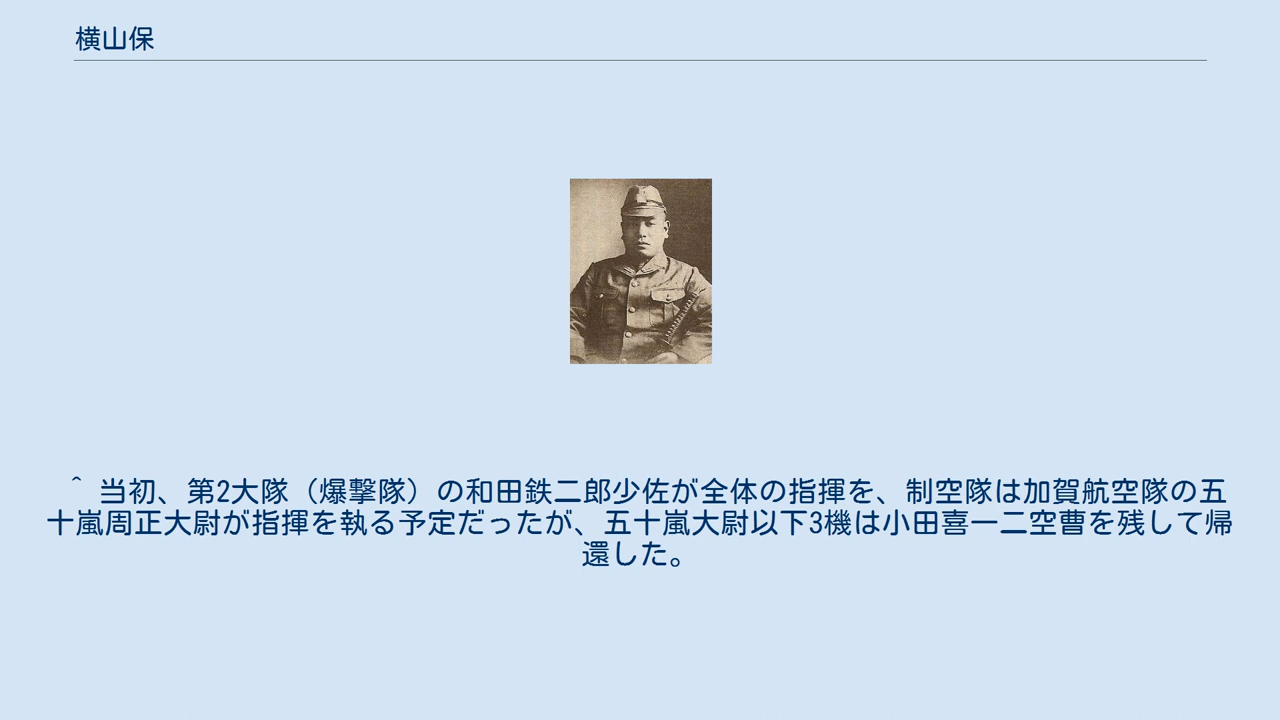 横山保
^ 当初、第2大隊（爆撃隊）の和田鉄二郎少佐が全体の指揮を、制空隊は加賀航空隊の五
十嵐周正大尉が指揮を執る予定だったが、五十嵐大尉以下3機は小田喜一二空曹を残して帰
還した。